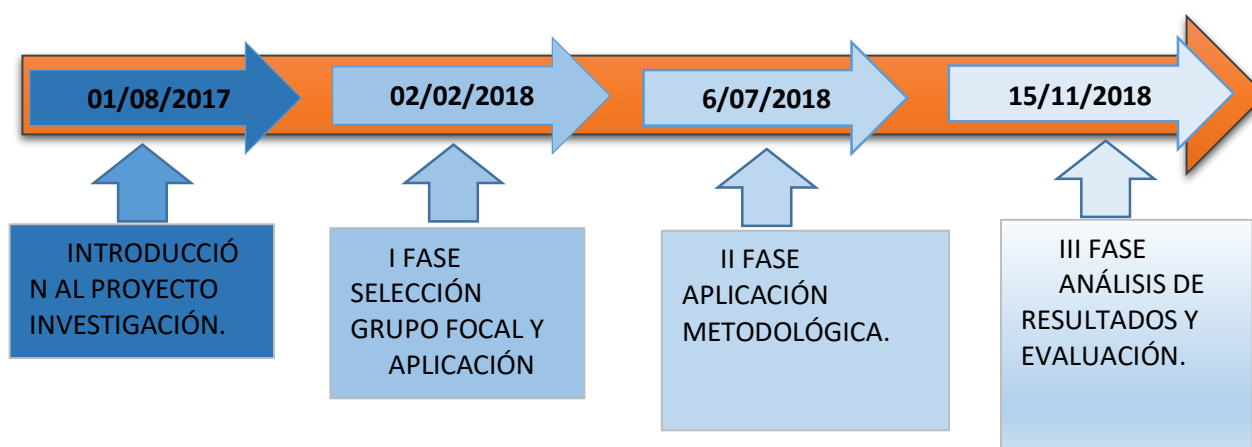 01/08/2017
02/02/2018
6/07/2018
15/11/2018
INTRODUCCIÓ
N AL PROYECTO
INVESTIGACIÓN.
I FASE
SELECCIÓN
GRUPO FOCAL Y
APLICACIÓN
II FASE
APLICACIÓN
METODOLÓGICA.
III FASE
ANÁLISIS DE
RESULTADOS Y
EVALUACIÓN.